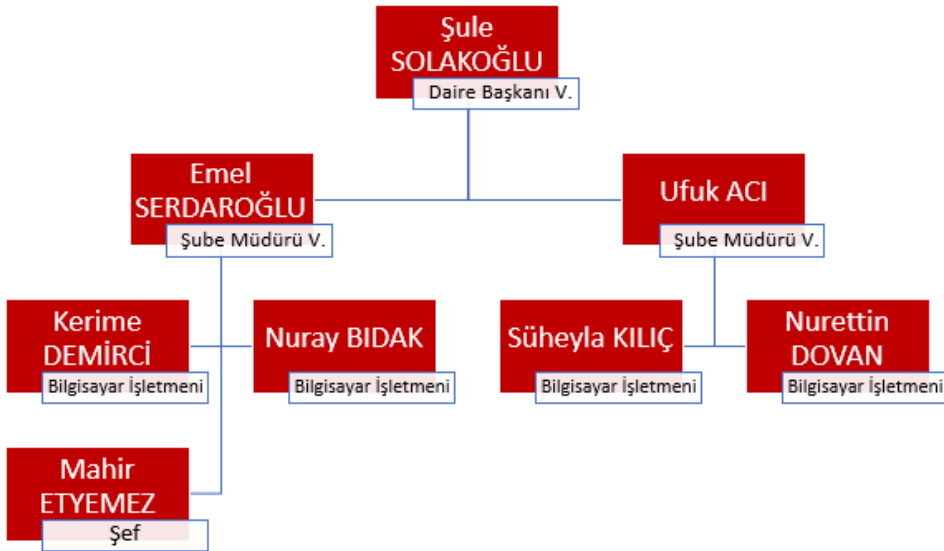 Şule
SOLAKOĞLU
Daire Başkanı V.
Emel
SERDAROĞLU
Şube Müdürü V.
Ufuk ACI
Şube Müdürü V.
Kerime
DEMİRCİ
Bilgisayar İşletmeni
Nuray BIDAK
Bilgisayar İşletmeni
Süheyla KILIÇ
Bilgisayar İşletmeni
Nurettin
DOVAN
Bilgisayar İşletmeni
Mahir
ETYEMEZ
Şef